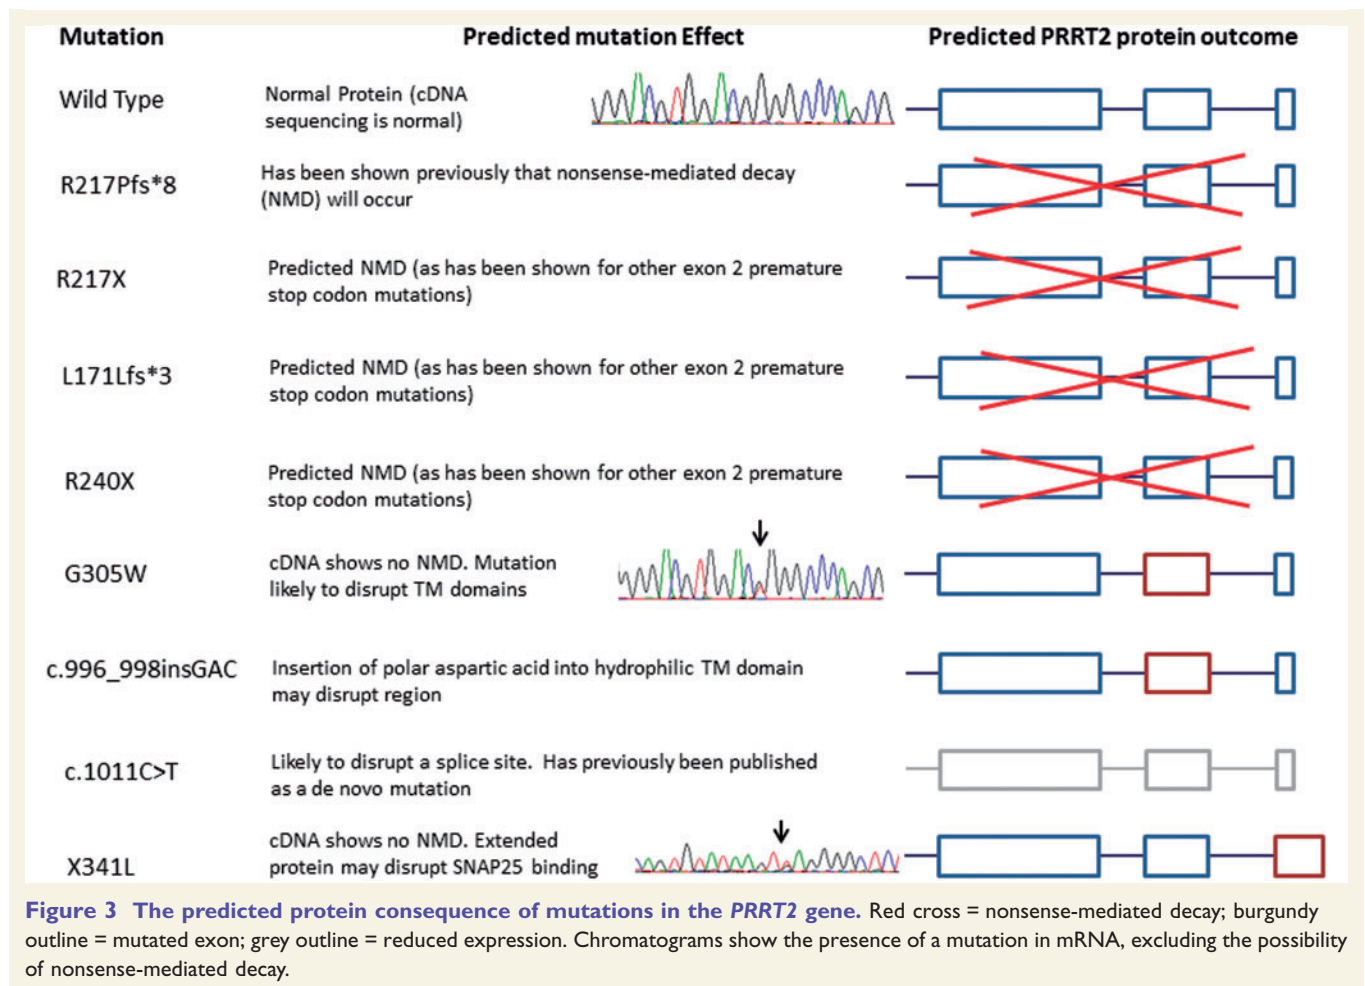 Mutation
Predicted mutation Effect
Predicted PRRT2 protein outcome
Wild Type
Normal Protein (cDNA
sequencing is normal)
R217Pfs*8
Has been shown previously that nonsense-mediated decay
(NMD) will occur
R217X
Predicted NMD (as has been shown for other exon 2 premature
stop codon mutations)
L171Lfs*3
Predicted NMD (as has been shown for other exon 2 premature
stop codon mutations)
R240X
Predicted NMD (as has been shown for other exon 2 premature
stop codon mutations)
G305W
cDNA shows no NMD. Mutation
likely to disrupt TM domains
c.996_998insGAC
Insertion of polar aspartic acid into hydrophilic TM domain
may disrupt region
c.1011C>T
Likely to disrupt a splice site. Has previously been published
as a de novo mutation
X341L
cDNA shows no NMD. Extended
protein may disrupt SNAP25 binding
Figure 3 The predicted protein consequence of mutations in the PRRT2 gene. Red cross = nonsense-mediated decay; burgundy
outline = mutated exon; grey outline = reduced expression. Chromatograms show the presence of a mutation in mRNA, excluding the possibility
of nonsense-mediated decay.